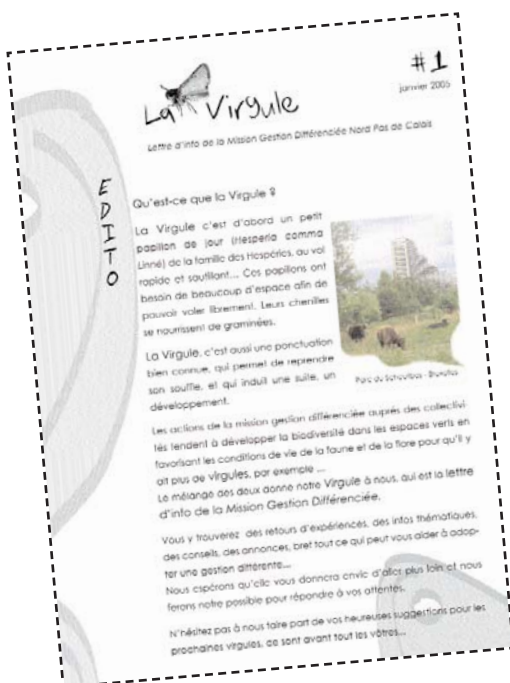 #1
janvier 2005
La Virgule
Lettre d'info de la Mission Gestion Différenciée Nord Pas de Calais
EDITO
Qu'est-ce que la Virgule ?
La Virgule c'est d'abord un petit
papillon de jour (Hesperia comma
Linné) de la famille des Hespéries, au vol
rapide et sautillant... Ces papillons ont
besoin de beaucoup d'espace afin de
pouvoir voler librement. Leurs chenilles
se nourrissent de graminées.
La Virgule, c'est aussi une ponctuation
bien connue, qui permet de reprendre
son souffle, et qui induit une suite, un
développement.
Parc du Scheutbos - Bruxelles
Les actions de la mission gestion différenciée auprès des collectivi-
tés tendent à développer la biodiversité dans les espaces verts en
favorisant les conditions de vie de la faune et de la flore pour qu'il y
ait plus de virgules, par exemple ...
Le mélange des deux donne notre Virgule à nous, qui est la lettre
d'info de la Mission Gestion Différenciée.
Vous y trouverez des retours d'expériences, des infos thématiques,
des conseils, des annonces, bref tout ce qui peut vous aider à adop-
ter une gestion différente...
Nous espérons qu'elle vous donnera envie d'aller plus loin et nous
ferons notre possible pour répondre à vos attentes.
N'hésitez pas à nous faire part de vos heureuses suggestions pour les
prochaines virgules, ce sont avant tout les vôtres...